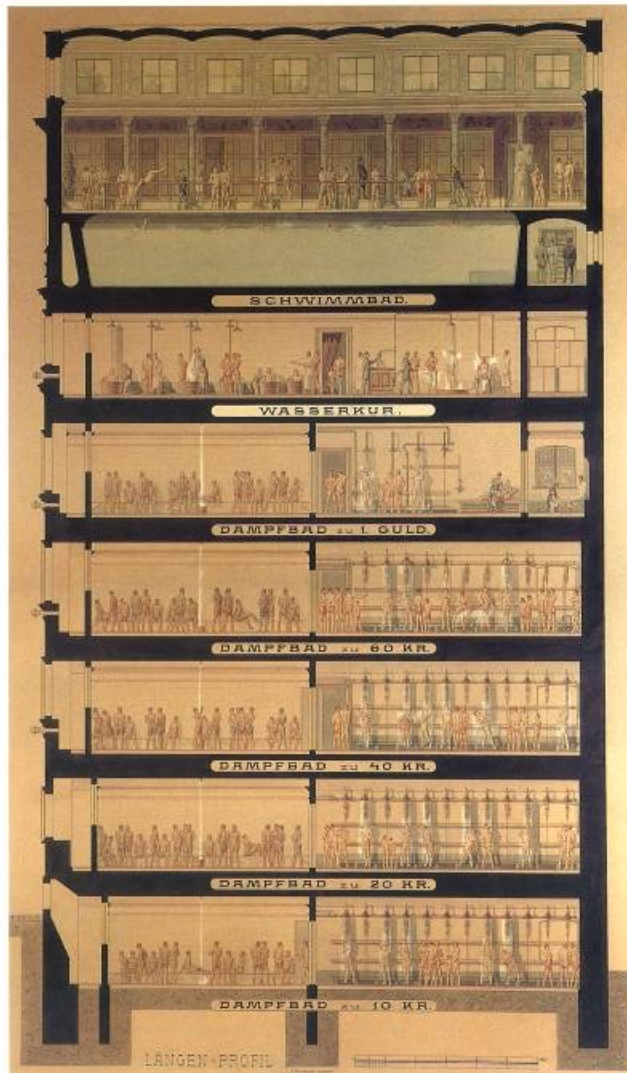 SCHWIMMBAD.
WASSERKUR.
DAMPFBAD zu 1. GULD.
DAMPFBAD zu 60 KR.
DAMPFBAD zu 40 KR.
DAMPFBAD zu 20 KR.
DAMPFBAD zu 10 KR.
LÄNGEN-PROFIL